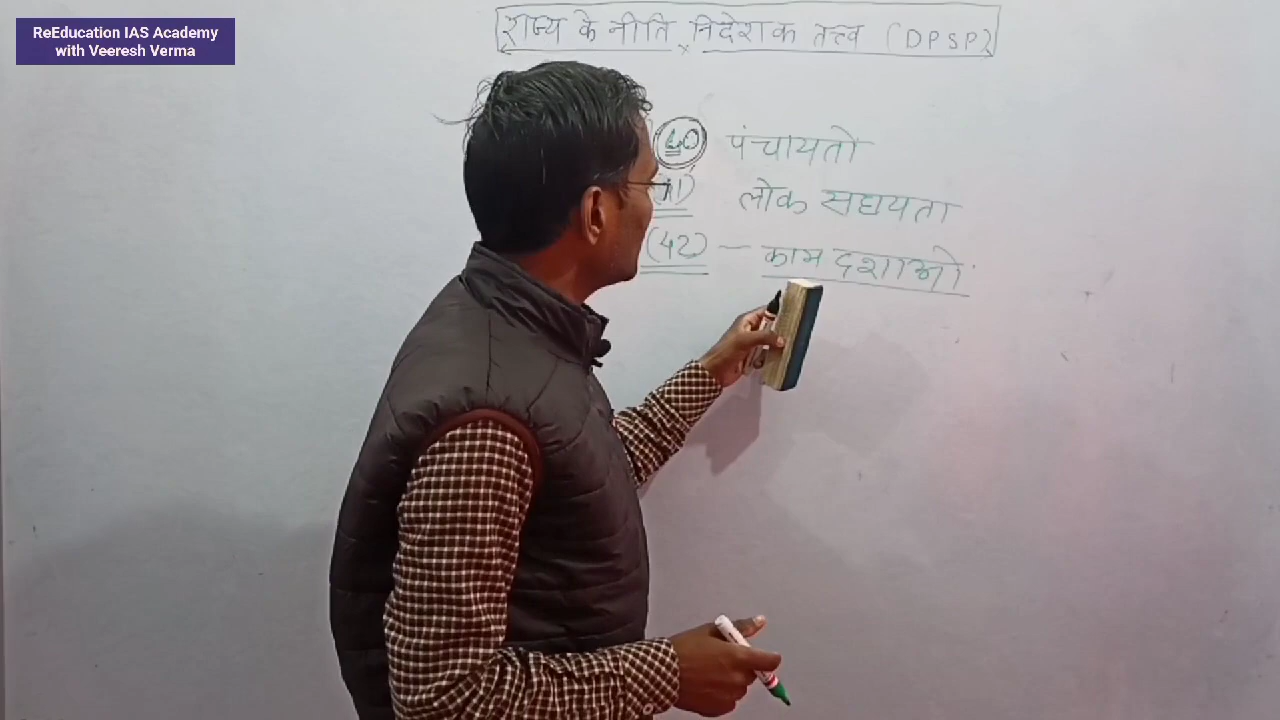 ReEducation IAS Academy
with Veeresh Verma
राज्य के नीति निदेशक तत्त्व (DPSP)
40 पंचायतो
लोक सहायता
(42) — काम दशाओ